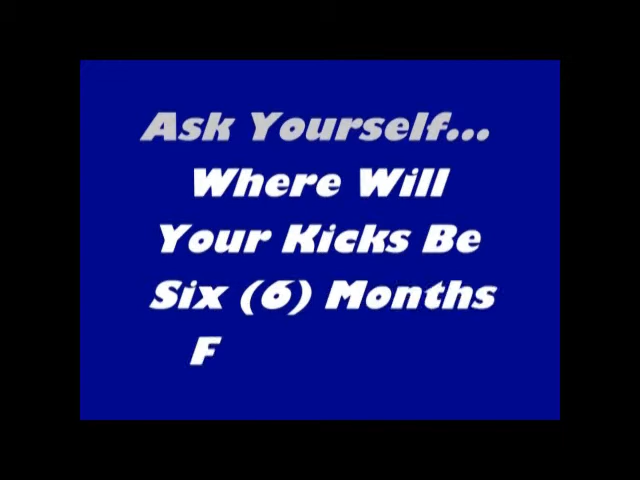 Ask Yourself...
Where Will
Your Kicks Be
Six (6) Months
F